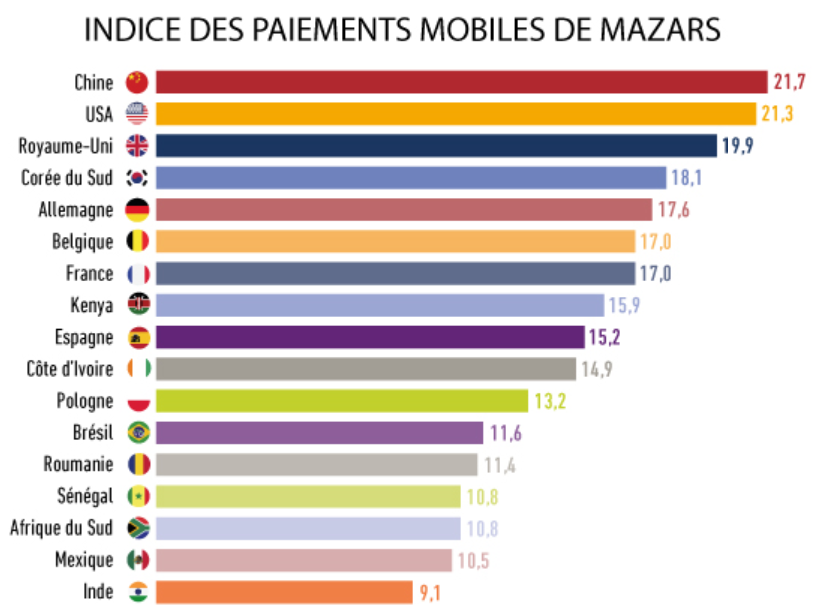 INDICE DES PAIEMENTS MOBILES DE MAZARS
Chine 21,7
USA 21,3
Royaume-Uni 19,9
Corée du Sud 18,1
Allemagne 17,6
Belgique 17,0
France 17,0
Kenya 15,9
Espagne 15,2
Côte d'Ivoire 14,9
Pologne 13,2
Brésil 11,6
Roumanie 11,4
Sénégal 10,8
Afrique du Sud 10,8
Mexique 10,5
Inde 9,1